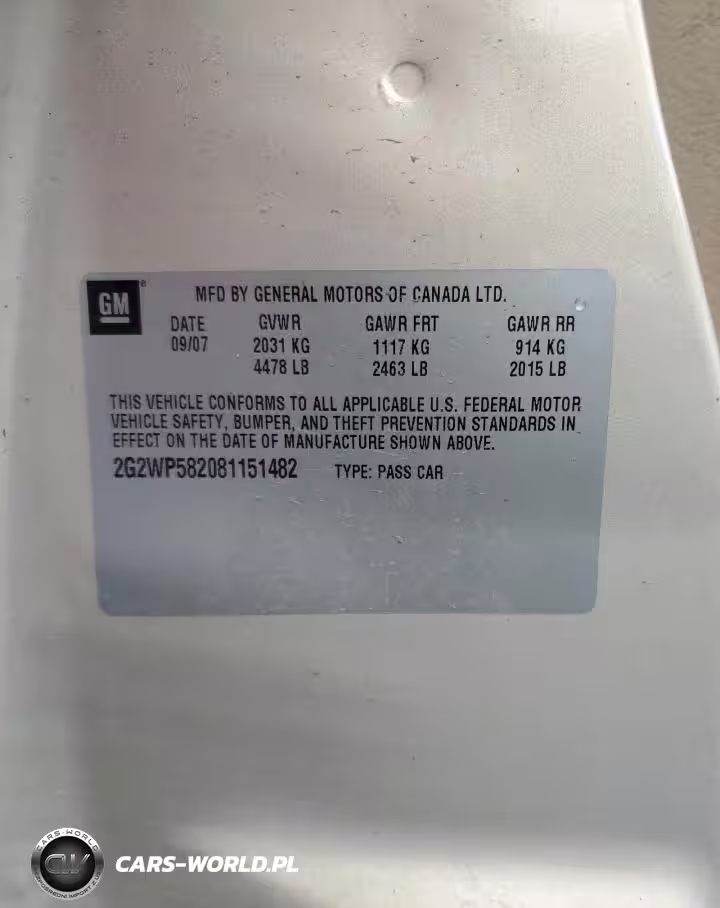 GM
MFD BY GENERAL MOTORS OF CANADA LTD.
DATE GVWR GAWR FRT GAWR RR
09/07 2031 KG 1117 KG 914 KG
4478 LB 2463 LB 2015 LB
THIS VEHICLE CONFORMS TO ALL APPLICABLE U.S. FEDERAL MOTOR
VEHICLE SAFETY, BUMPER, AND THEFT PREVENTION STANDARDS IN
EFFECT ON THE DATE OF MANUFACTURE SHOWN ABOVE.
2G2WP582081151482 TYPE: PASS CAR
CARS-WORLD
CW
CARS-WORLD.PL